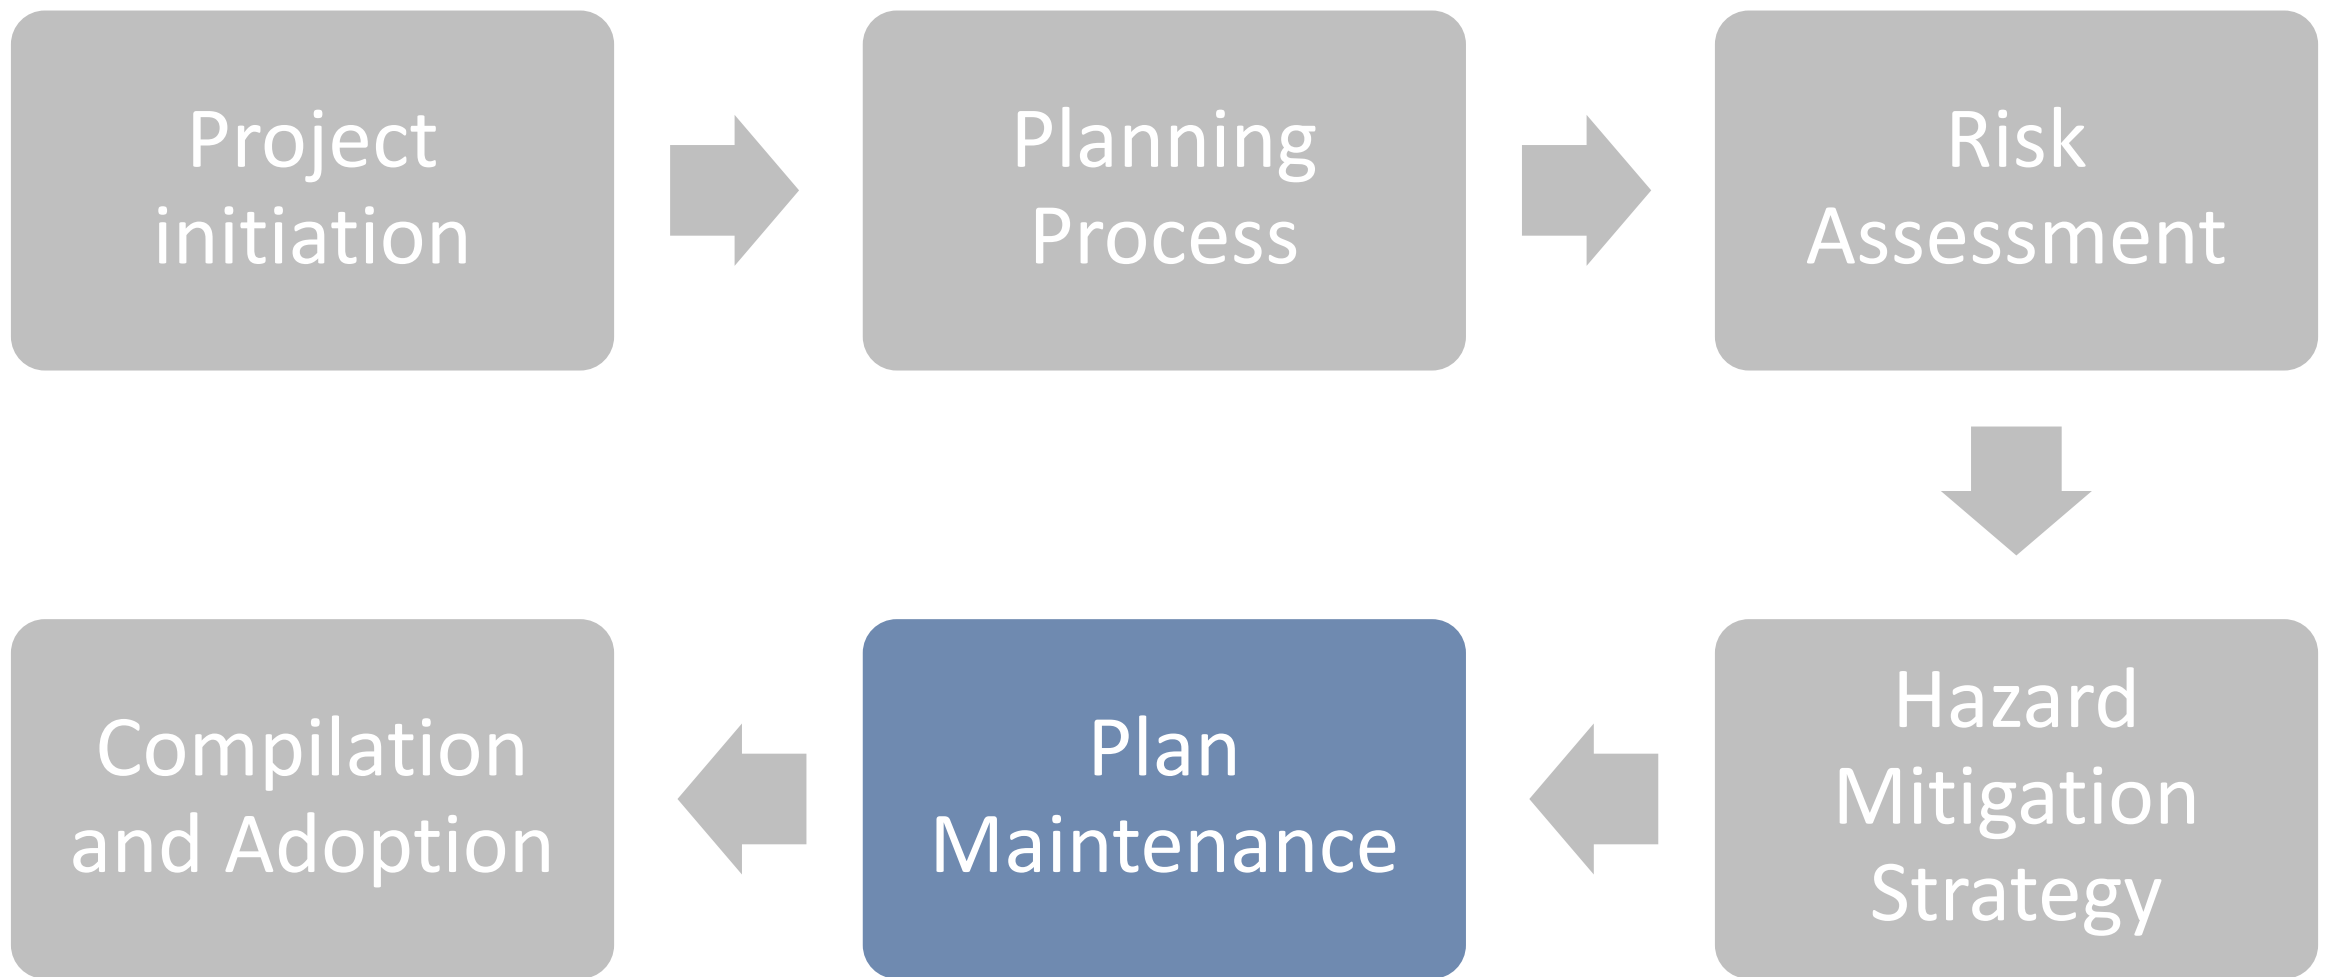 Project
initiation
Planning
Process
Risk
Assessment
Hazard
Mitigation
Strategy
Plan
Maintenance
Compilation
and Adoption